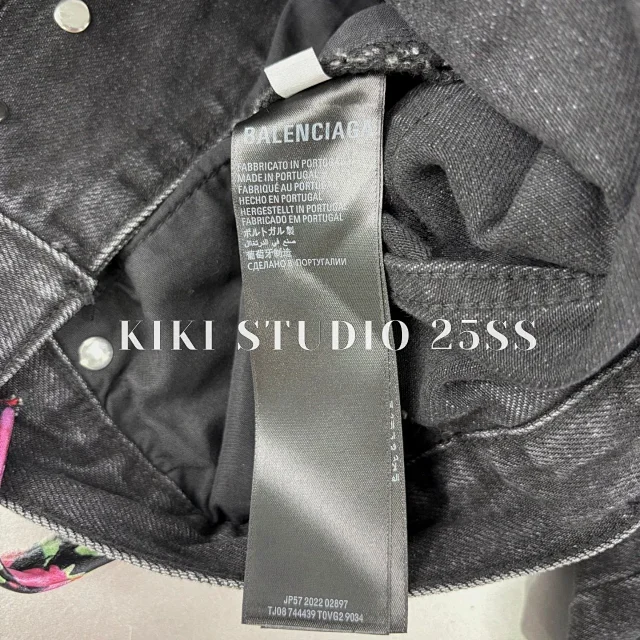 BALENCIAGA
FABBRICATO IN PORTOGALLO
MADE IN PORTUGAL
FABRIQUÉ AU PORTUGAL
HECHO EN PORTUGAL
HERGESTELLT IN PORTUGAL
FABRICADO EM PORTUGAL
ポルトガル製
صنع في البرتغال
葡萄牙制造
СДЕЛАНО В ПОРТУГАЛИИ
KIKI STUDIO 25SS
JP57 2022 02897
TJ08 744439 T0VG2 9034